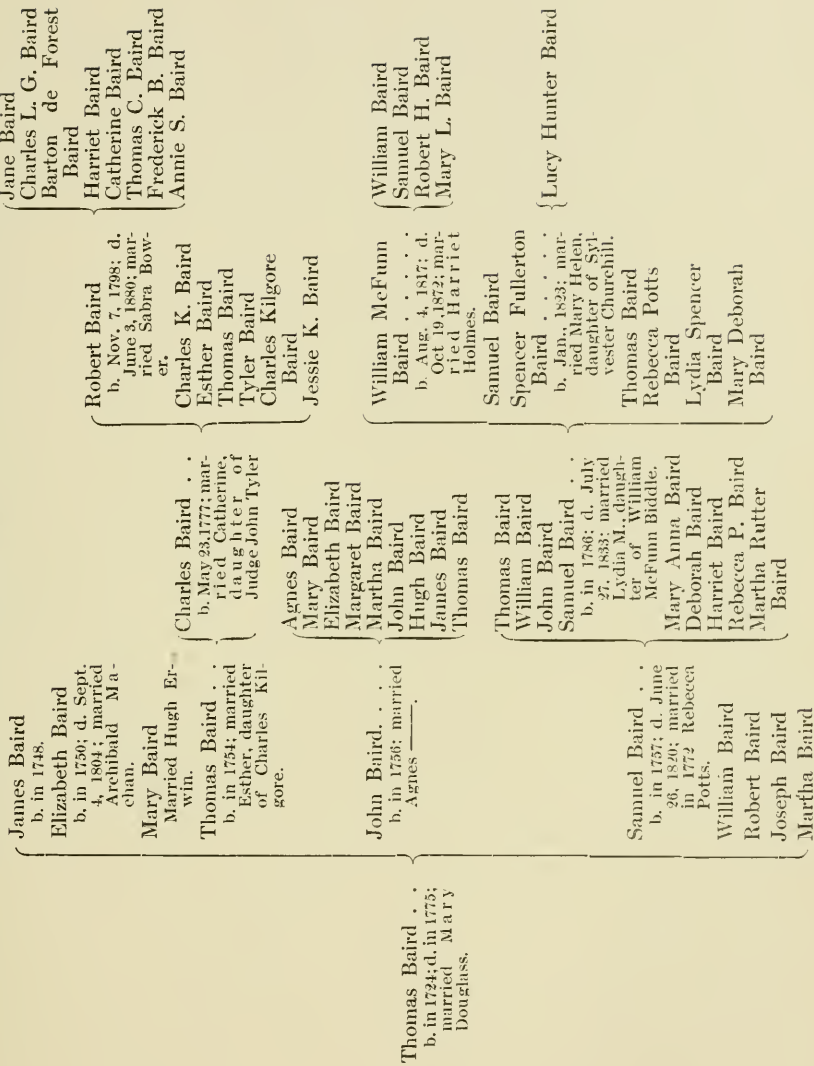 Thomas Baird . .
b. in 1724; d. in 1775;
married Mary
Douglass.
James Baird
b. in 1748.
Elizabeth Baird
b. in 1750; d. Sept.
4, 1804; married
Archibald Ma-
chan.
Mary Baird
Married Hugh Er-
win.
Thomas Baird . .
b. in 1754; married
Esther, daughter
of Charles Kil-
gore.
John Baird. . . .
b. in 1756; married
Agnes ——.
Samuel Baird . .
b. in 1757; d. June
26, 1820; married
in 1772 Rebecca
Potts.
William Baird
Robert Baird
Joseph Baird
Martha Baird
Charles Baird . .
b. May 23, 1777; mar-
ried Catherine,
daughter of
Judge John Tyler
Agnes Baird
Mary Baird
Elizabeth Baird
Margaret Baird
Martha Baird
John Baird
Hugh Baird
James Baird
Thomas Baird
Thomas Baird
William Baird
John Baird
Samuel Baird . .
b. in 1786; d. July
27, 1833; married
Lydia M., daugh-
ter of William
McFunn Biddle.
Mary Anna Baird
Deborah Baird
Harriet Baird
Rebecca P. Baird
Martha Rutter
Baird
Robert Baird
b. Nov. 7, 1798; d.
June 3, 1880; mar-
ried Sabra Bow-
er.
Charles K. Baird
Esther Baird
Thomas Baird
Tyler Baird
Charles Kilgore
Baird
Jessie K. Baird
William McFunn
Baird . . . . .
b. Aug. 4, 1817; d.
Oct 19, 1872; mar-
ried Harriet
Holmes.
Samuel Baird
Spencer Fullerton
Baird . . . . . .
b. Jan., 1823; mar-
ried Mary Helen,
daughter of Syl-
vester Churchill.
Thomas Baird
Rebecca Potts
Baird
Lydia Spencer
Baird
Mary Deborah
Baird
Jane Baird
Charles L. G. Baird
Barton de Forest
Baird
Harriet Baird
Catherine Baird
Thomas C. Baird
Frederick B. Baird
Annie S. Baird
William Baird
Samuel Baird
Robert H. Baird
Mary L. Baird
Lucy Hunter Baird